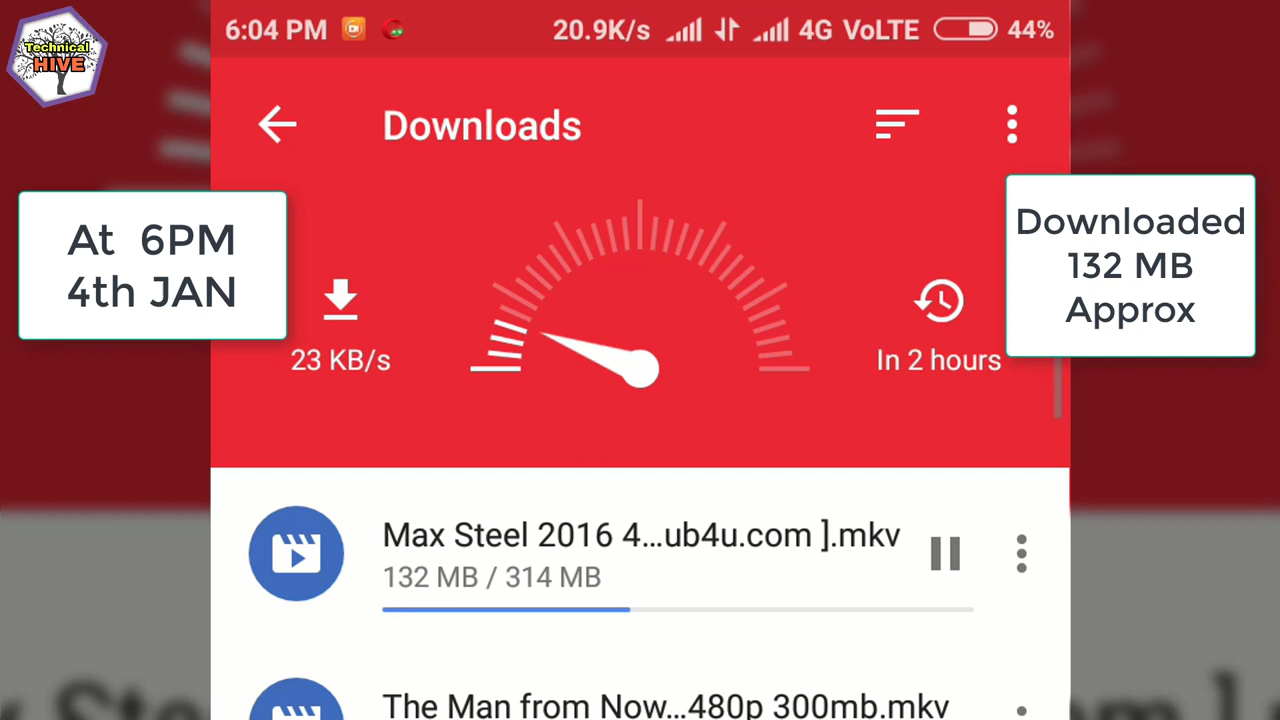 Technical
HIVE
6:04 PM
20.9K/s
4G VoLTE
44%
Downloads
At 6PM
4th JAN
Downloaded
132 MB
Approx
23 KB/s
In 2 hours
Max Steel 2016 4...ub4u.com ].mkv
132 MB / 314 MB
The Man from Now...480p 300mb.mkv